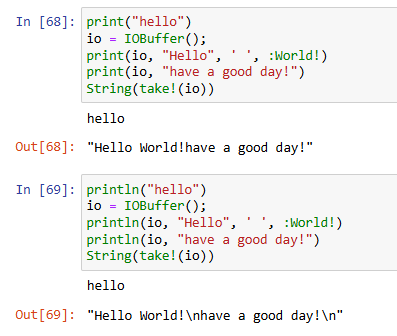 In [68]: print("hello")
io = IOBuffer();
print(io, "Hello", ' ', :World!)
print(io, "have a good day!")
String(take!(io))
hello
Out[68]: "Hello World!have a good day!"
In [69]: println("hello")
io = IOBuffer();
println(io, "Hello", ' ', :World!)
println(io, "have a good day!")
String(take!(io))
hello
Out[69]: "Hello World!\nhave a good day!\n"